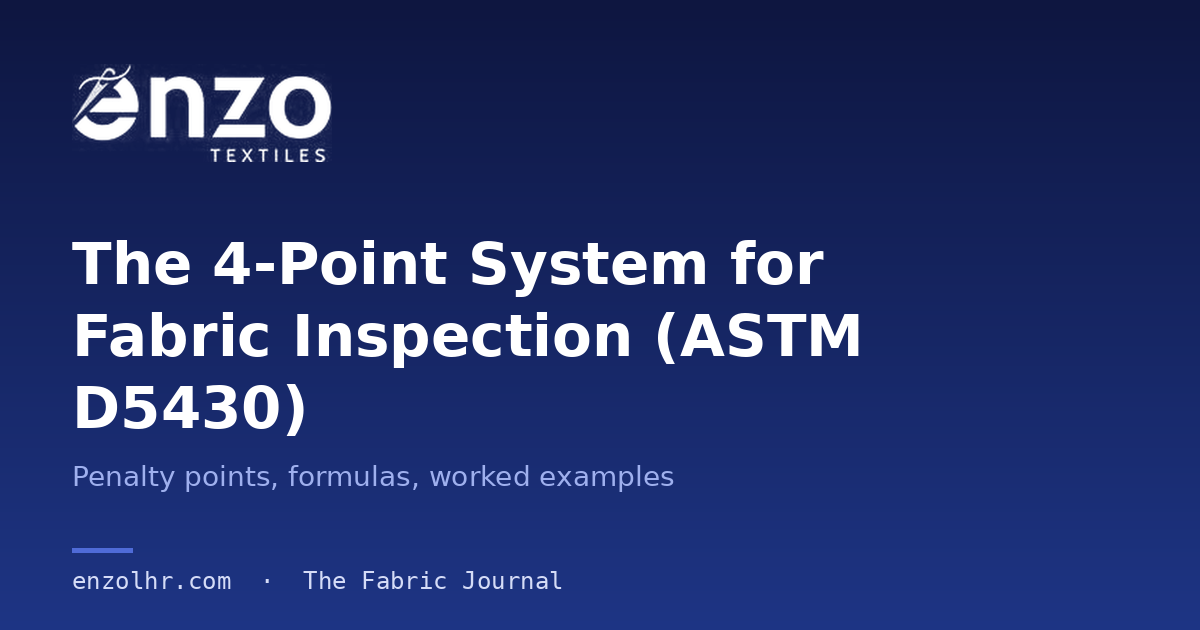 enzo
TEXTILES
The 4-Point System for
Fabric Inspection (ASTM
D5430)
Penalty points, formulas, worked examples
enzolhr.com · The Fabric Journal